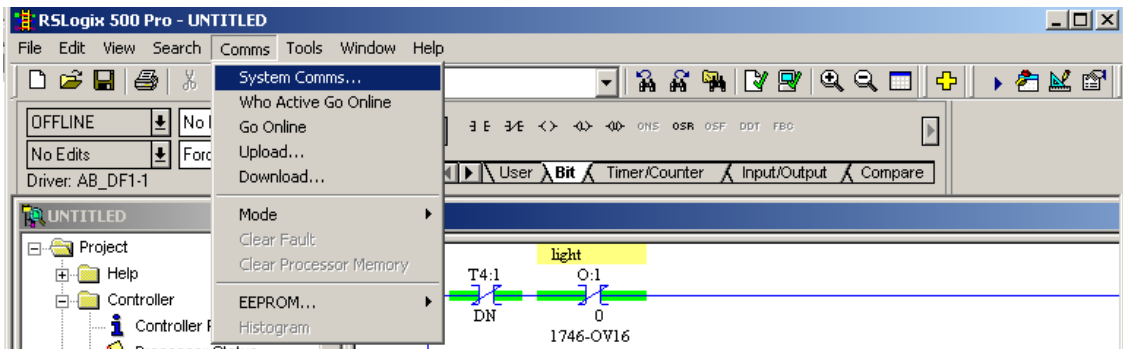 RSLogix 500 Pro - UNTITLED
File Edit View Search Comms Tools Window Help
System Comms...
Who Active Go Online
Go Online
Upload...
Download...
Mode
Clear Fault
Clear Processor Memory
EEPROM...
Histogram
OFFLINE
No Edits
Driver: AB_DF1-1
ONS OSR OSF DDT FBC
User Bit Timer/Counter Input/Output Compare
UNTITLED
Project
Help
Controller
Controller
light
T4:1 O:1
DN 0
1746-OV16